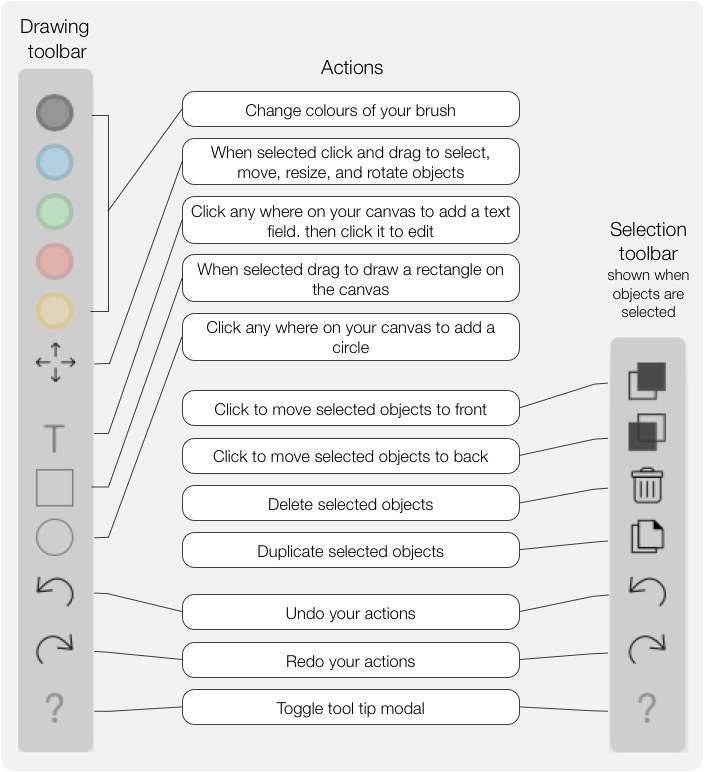 Drawing
toolbar
Actions
Change colours of your brush
When selected click and drag to select,
move, resize, and rotate objects
Click any where on your canvas to add a text
field. then click it to edit
When selected drag to draw a rectangle on
the canvas
Click any where on your canvas to add a
circle
Click to move selected objects to front
Click to move selected objects to back
Delete selected objects
Duplicate selected objects
Undo your actions
Redo your actions
Toggle tool tip modal
Selection
toolbar
shown when
objects are
selected
T
?
?